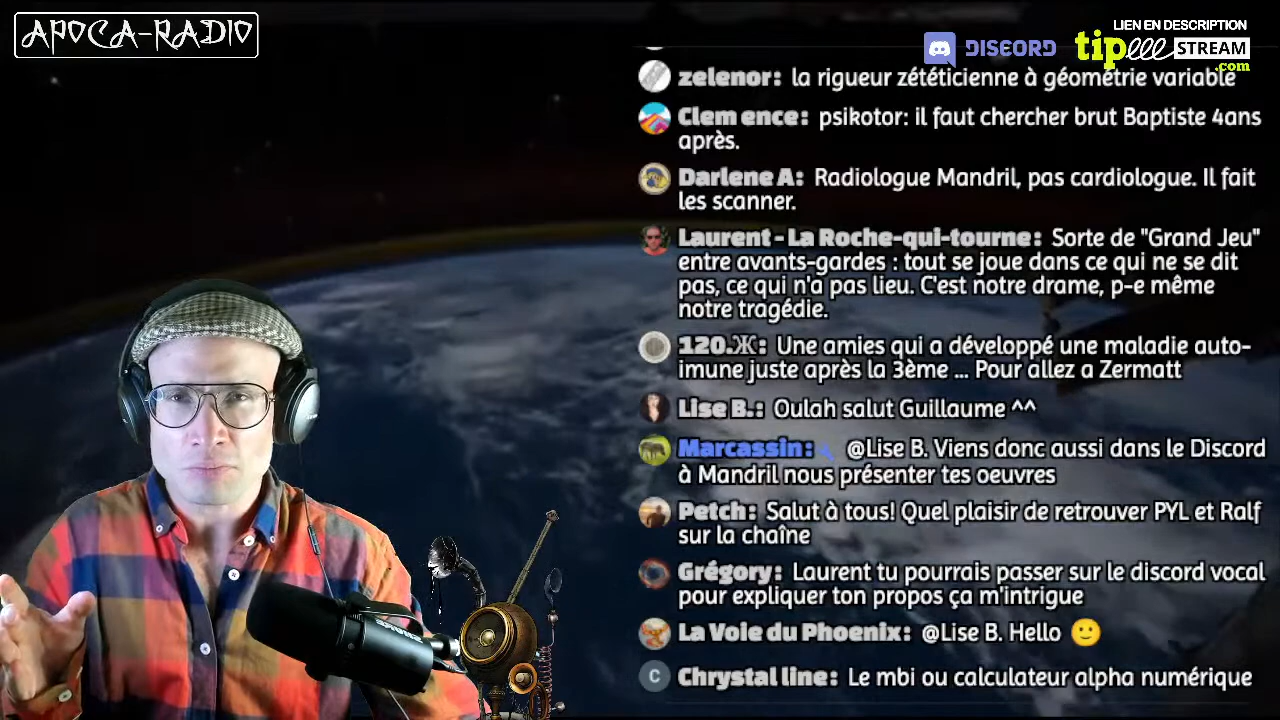 APOCA-RADIO
LIEN EN DESCRIPTION
DISCORD tipeee STREAM .com
zelenor: la rigueur zététicienne à géométrie variable
Clem ence: psikotor: il faut chercher brut Baptiste 4ans
après.
Darlene A: Radiologue Mandril, pas cardiologue. Il fait
les scanner.
Laurent - La Roche-qui-tourne: Sorte de "Grand Jeu"
entre avants-gardes : tout se joue dans ce qui ne se dit
pas, ce qui n'a pas lieu. C'est notre drame, p-e même
notre tragédie.
120.Ж: Une amies qui a développé une maladie auto-
imune juste après la 3ème ... Pour allez a Zermatt
Lise B.: Oulah salut Guillaume ^^
Marcassin: @Lise B. Viens donc aussi dans le Discord
à Mandril nous présenter tes oeuvres
Petch: Salut à tous! Quel plaisir de retrouver PYL et Ralf
sur la chaîne
Grégory: Laurent tu pourrais passer sur le discord vocal
pour expliquer ton propos ça m'intrigue
La Voie du Phoenix: @Lise B. Hello 🙂
C Chrystal line: Le mbi ou calculateur alpha numérique